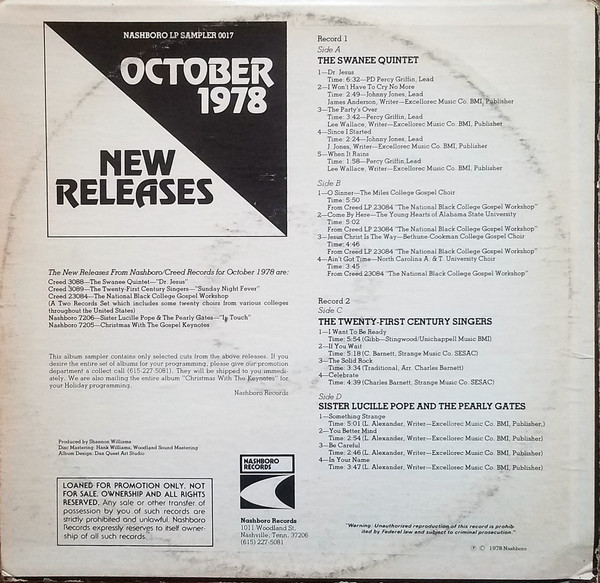 NASHBORO LP SAMPLER 0017
OCTOBER
1978
NEW
RELEASES
The New Releases From Nashboro/Creed Records for October 1978 are:
Creed 3088—The Swanee Quintet—"Dr. Jesus"
Creed 3089—The Twenty-First Century Singers—"Sunday Night Fever"
Creed 23084—The National Black College Gospel Workshop
(A Two Records Set which includes some twenty choirs from various colleges
throughout the United States)
Nashboro 7206—Sister Lucille Pope & The Pearly Gates—"In Touch"
Nashboro 7205—Christmas With The Gospel Keynotes
This album sampler contains only selected cuts from the above releases. If you
desire the entire set of albums for your programming, please give our promotion
department a collect call (615-227-5081). They will be shipped to you immedi-
ately. We are also mailing the entire album "Christmas With The Keynotes" for
your Holiday programming.
Nashboro Records
Produced by Shannon Williams
Disc Mastering: Hank Williams, Woodland Sound Mastering
Album Design: Dan Quest Art Studio
LOANED FOR PROMOTION ONLY, NOT
FOR SALE. OWNERSHIP AND ALL RIGHTS
RESERVED. Any sale or other transfer of
possession by you of such records are
strictly prohibited and unlawful. Nashboro
Records expressly reserves to itself owner-
ship of all such records.
NASHBORO
RECORDS
Nashboro Records
1011 Woodland St.
Nashville, Tenn. 37206
(615) 227-5081
Record 1
Side A
THE SWANEE QUINTET
1—Dr. Jesus
Time: 6:32—PD Percy Griffin, Lead
2—I Won't Have To Cry No More
Time: 2:49—Johnny Jones, Lead
James Anderson, Writer—Excellorec Music Co. BMI, Publisher
3—The Party's Over
Time: 3:42—Percy Griffin, Lead
Lee Wallace, Writer—Excellorec Music Co. BMI, Publisher
4—Since I Started
Time: 2:24—Johnny Jones, Lead
J. Jones, Writer—Excellorec Music Co. BMI, Publisher
5—When It Rains
Time: 1:58—Percy Griffin, Lead
Lee Wallace, Writer—Excellorec Music Co. BMI, Publisher
Side B
1—O Sinner—The Miles College Gospel Choir
Time: 5:50
From Creed LP 23084 "The National Black College Gospel Workshop"
2—Come By Here—The Young Hearts of Alabama State University
Time: 5:02
From Creed LP 23084 "The National Black College Gospel Workshop"
3—Jesus Christ Is The Way—Bethune-Cookman College Gospel Choir
Time: 4:46
From Creed LP 23084 "The National Black College Gospel Workshop"
4—Ain't Got Time—North Carolina A. & T. University Choir
Time: 3:45
From Creed 23084 "The National Black College Gospel Workshop"
Record 2
Side C
THE TWENTY-FIRST CENTURY SINGERS
1—I Want To Be Ready
Time: 5:54 (Gibb—Stingwood/Unichappell Music BMI)
2—If You Wait
Time: 5:18 (C. Barnett, Strange Music Co. SESAC)
3—The Solid Rock
Time: 3:34 (Traditional, Arr. Charles Barnett)
4—Celebrate
Time: 4:39 (Charles Barnett, Strange Music Co. SESAC)
Side D
SISTER LUCILLE POPE AND THE PEARLY GATES
1—Something Strange
Time: 5:01 (L. Alexander, Writer—Excellorec Music Co. BMI, Publisher,)
2—You Better Mind
Time: 2:54 (L. Alexander, Writer—Excellorec Music Co. BMI, Publisher)
3—Be Careful
Time: 2:46 (L. Alexander, Writer—Excellorec Music Co. BMI, Publisher)
4—In Your Name
Time: 3:47 (L. Alexander, Writer—Excellorec Music Co. BMI, Publisher)
"Warning: Unauthorized reproduction of this record is prohib-
ited by Federal law and subject to criminal prosecution."
℗ © 1978 Nashboro